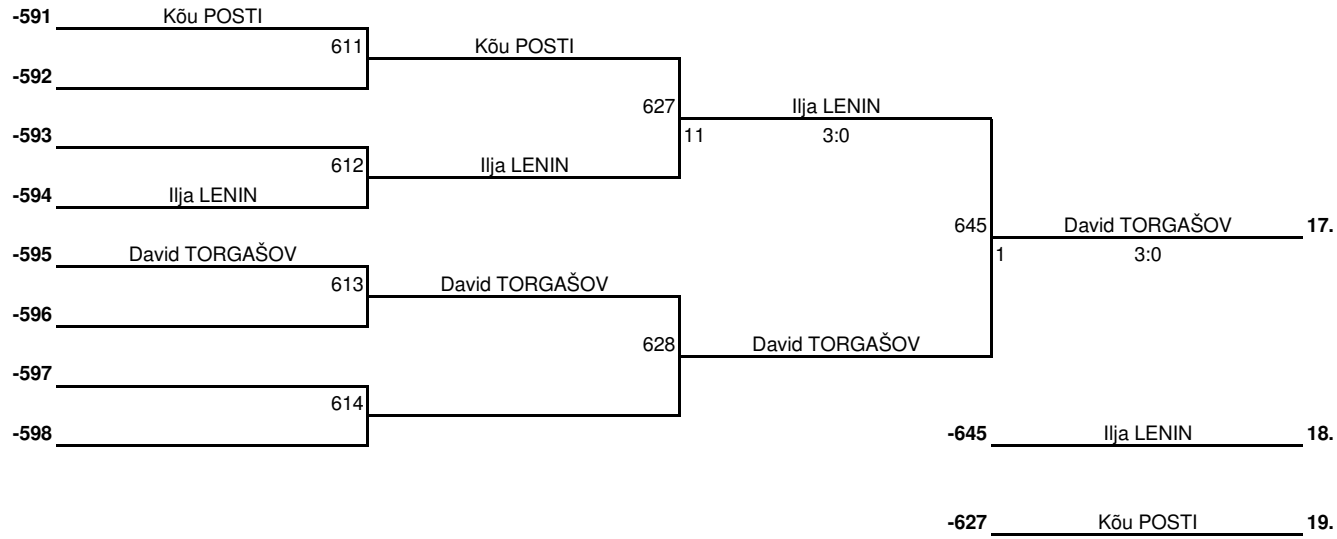 -591 Kõu POSTI
611 Kõu POSTI
-592
627 Ilja LENIN
-593 11 3:0
612 Ilja LENIN
-594 Ilja LENIN
645 David TORGAŠOV 17.
-595 David TORGAŠOV 1 3:0
613 David TORGAŠOV
-596
628 David TORGAŠOV
-597
614
-598 -645 Ilja LENIN 18.
-627 Kõu POSTI 19.